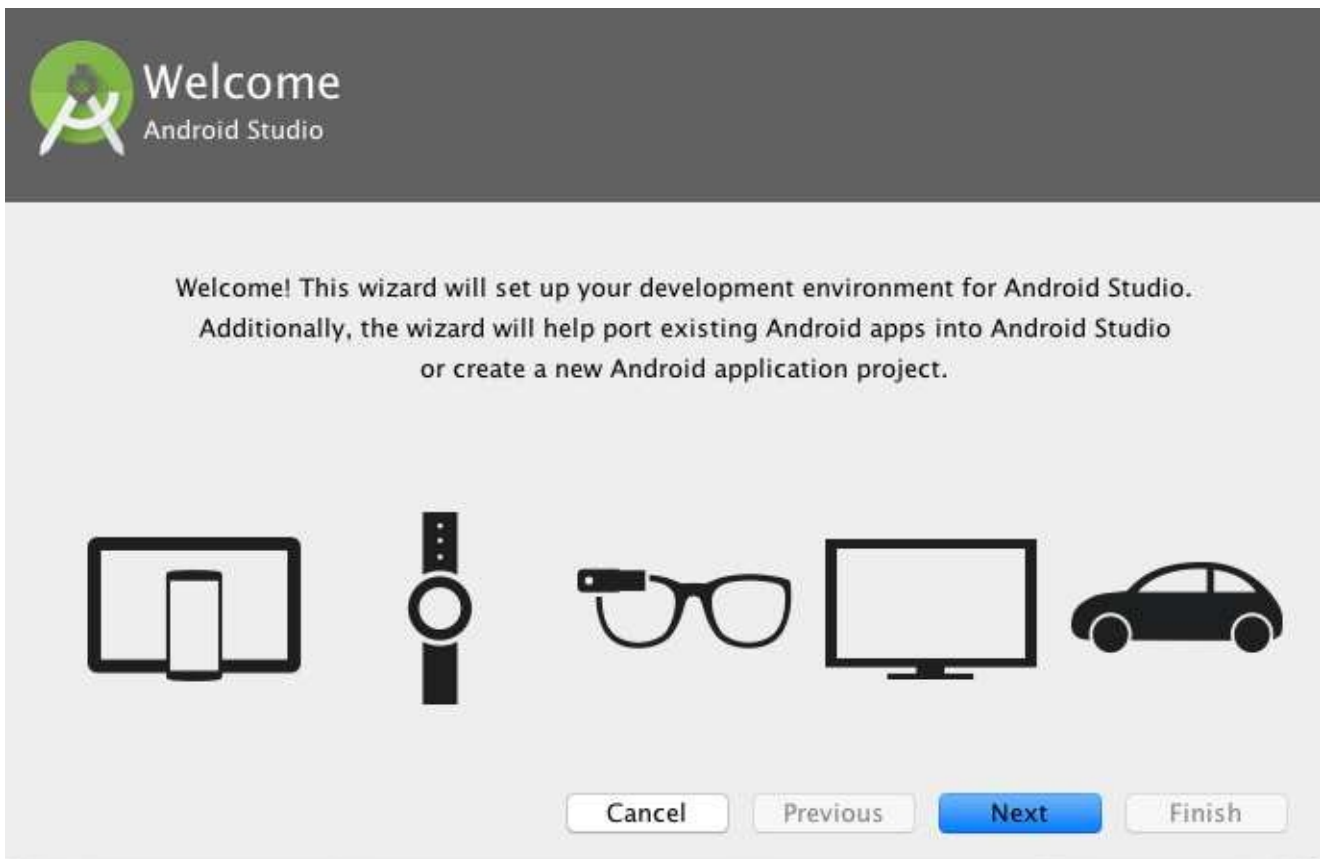 Welcome
Android Studio
Welcome! This wizard will set up your development environment for Android Studio.
Additionally, the wizard will help port existing Android apps into Android Studio
or create a new Android application project.
Cancel Previous Next Finish